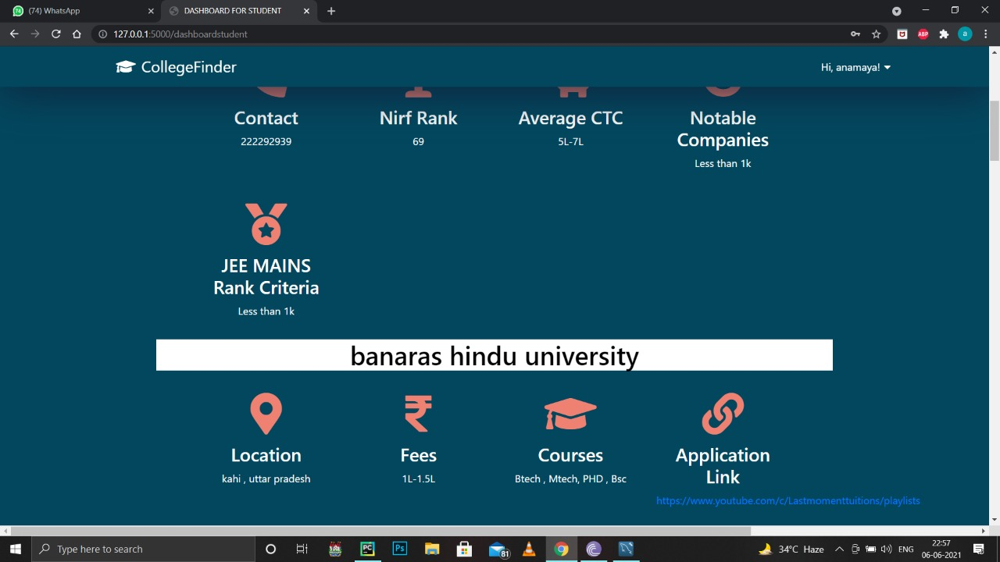 (74) WhatsApp
DASHBOARD FOR STUDENT
127.0.0.1:5000/dashboardstudent
ABP
a
CollegeFinder
Hi, anamaya!
Contact
222292939
Nirf Rank
69
Average CTC
5L-7L
Notable
Companies
Less than 1k
JEE MAINS
Rank Criteria
Less than 1k
banaras hindu university
Location
kahi , uttar pradesh
Fees
1L-1.5L
Courses
Btech , Mtech, PHD , Bsc
Application
Link
https://www.youtube.com/c/Lastmomenttuitions/playlists
Type here to search
PC
Ps
81
34°C Haze
ENG
22:57
06-06-2021